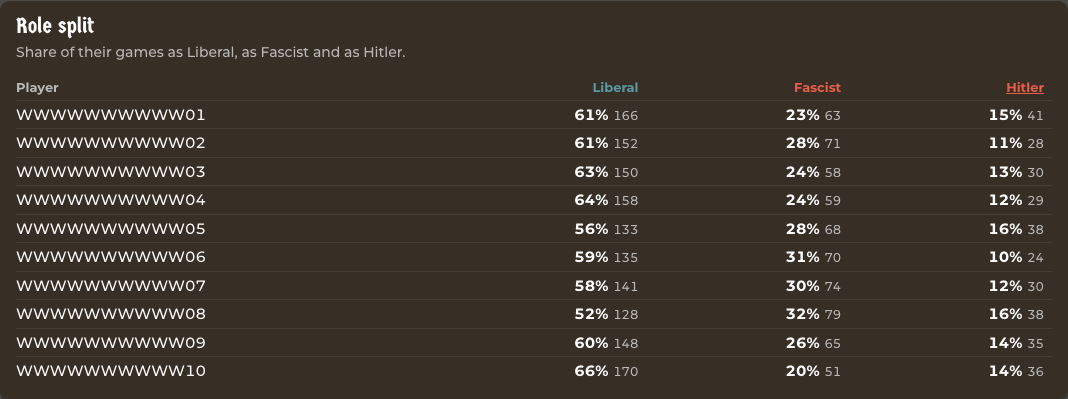 Role split
Share of their games as Liberal, as Fascist and as Hitler.
Player Liberal Fascist Hitler
WWWWWWWWWW01 61% 166 23% 63 15% 41
WWWWWWWWWW02 61% 152 28% 71 11% 28
WWWWWWWWWW03 63% 150 24% 58 13% 30
WWWWWWWWWW04 64% 158 24% 59 12% 29
WWWWWWWWWW05 56% 133 28% 68 16% 38
WWWWWWWWWW06 59% 135 31% 70 10% 24
WWWWWWWWWW07 58% 141 30% 74 12% 30
WWWWWWWWWW08 52% 128 32% 79 16% 38
WWWWWWWWWW09 60% 148 26% 65 14% 35
WWWWWWWWWW10 66% 170 20% 51 14% 36